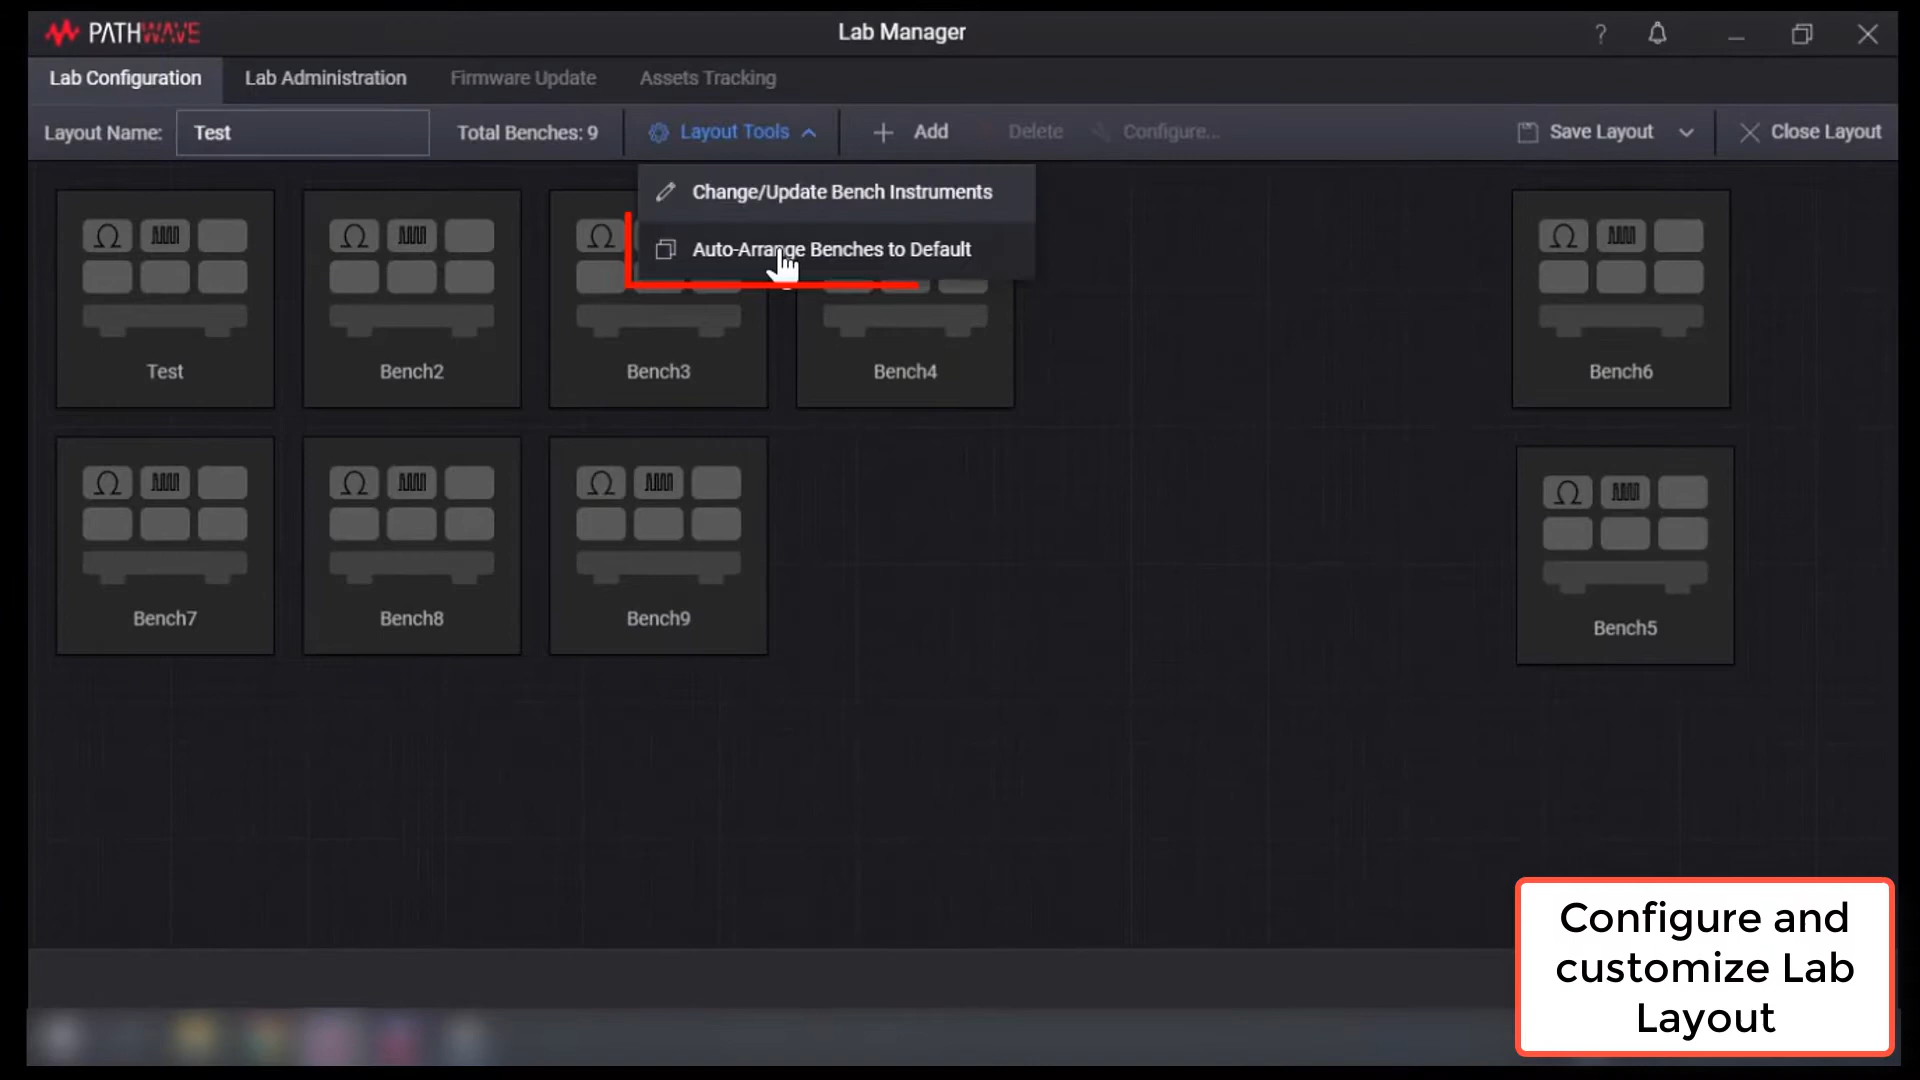 PATHWAVE
Lab Manager
Lab Configuration
Lab Administration
Firmware Update
Assets Tracking
Layout Name:
Test
Total Benches: 9
Layout Tools
Add
Delete
Configure...
Save Layout
Close Layout
Change/Update Bench Instruments
Auto-Arrange Benches to Default
Test
Bench2
Bench3
Bench4
Bench6
Bench7
Bench8
Bench9
Bench5
Configure and
customize Lab
Layout